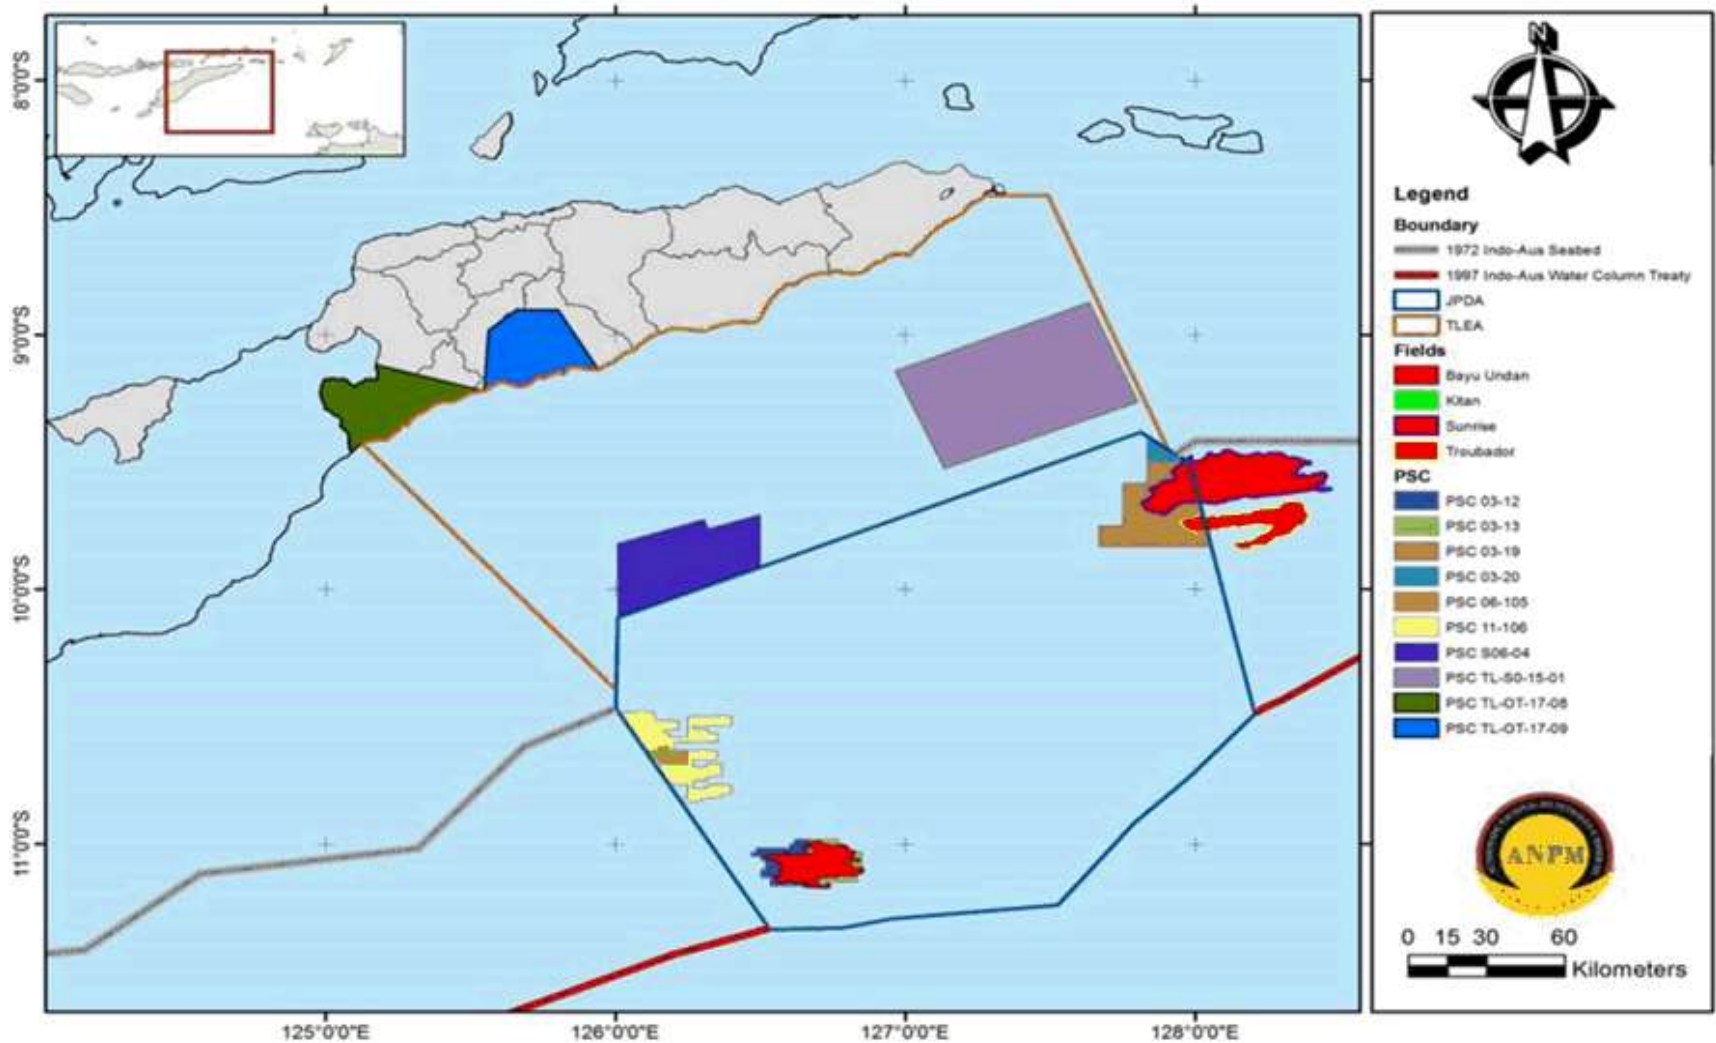 N
Legend
Boundary
1972 Indo-Aus Seabed
1997 Indo-Aus Water Column Treaty
JPDA
TLEA
Fields
Bayu Undan
Kitan
Sunrise
Troubador
PSC
PSC 03-12
PSC 03-13
PSC 03-19
PSC 03-20
PSC 06-105
PSC 11-106
PSC S06-04
PSC TL-S0-15-01
PSC TL-OT-17-08
PSC TL-OT-17-09
ANPM
0 15 30 60
Kilometers
8°0'0"S
9°0'0"S
10°0'0"S
11°0'0"S
125°0'0"E 126°0'0"E 127°0'0"E 128°0'0"E